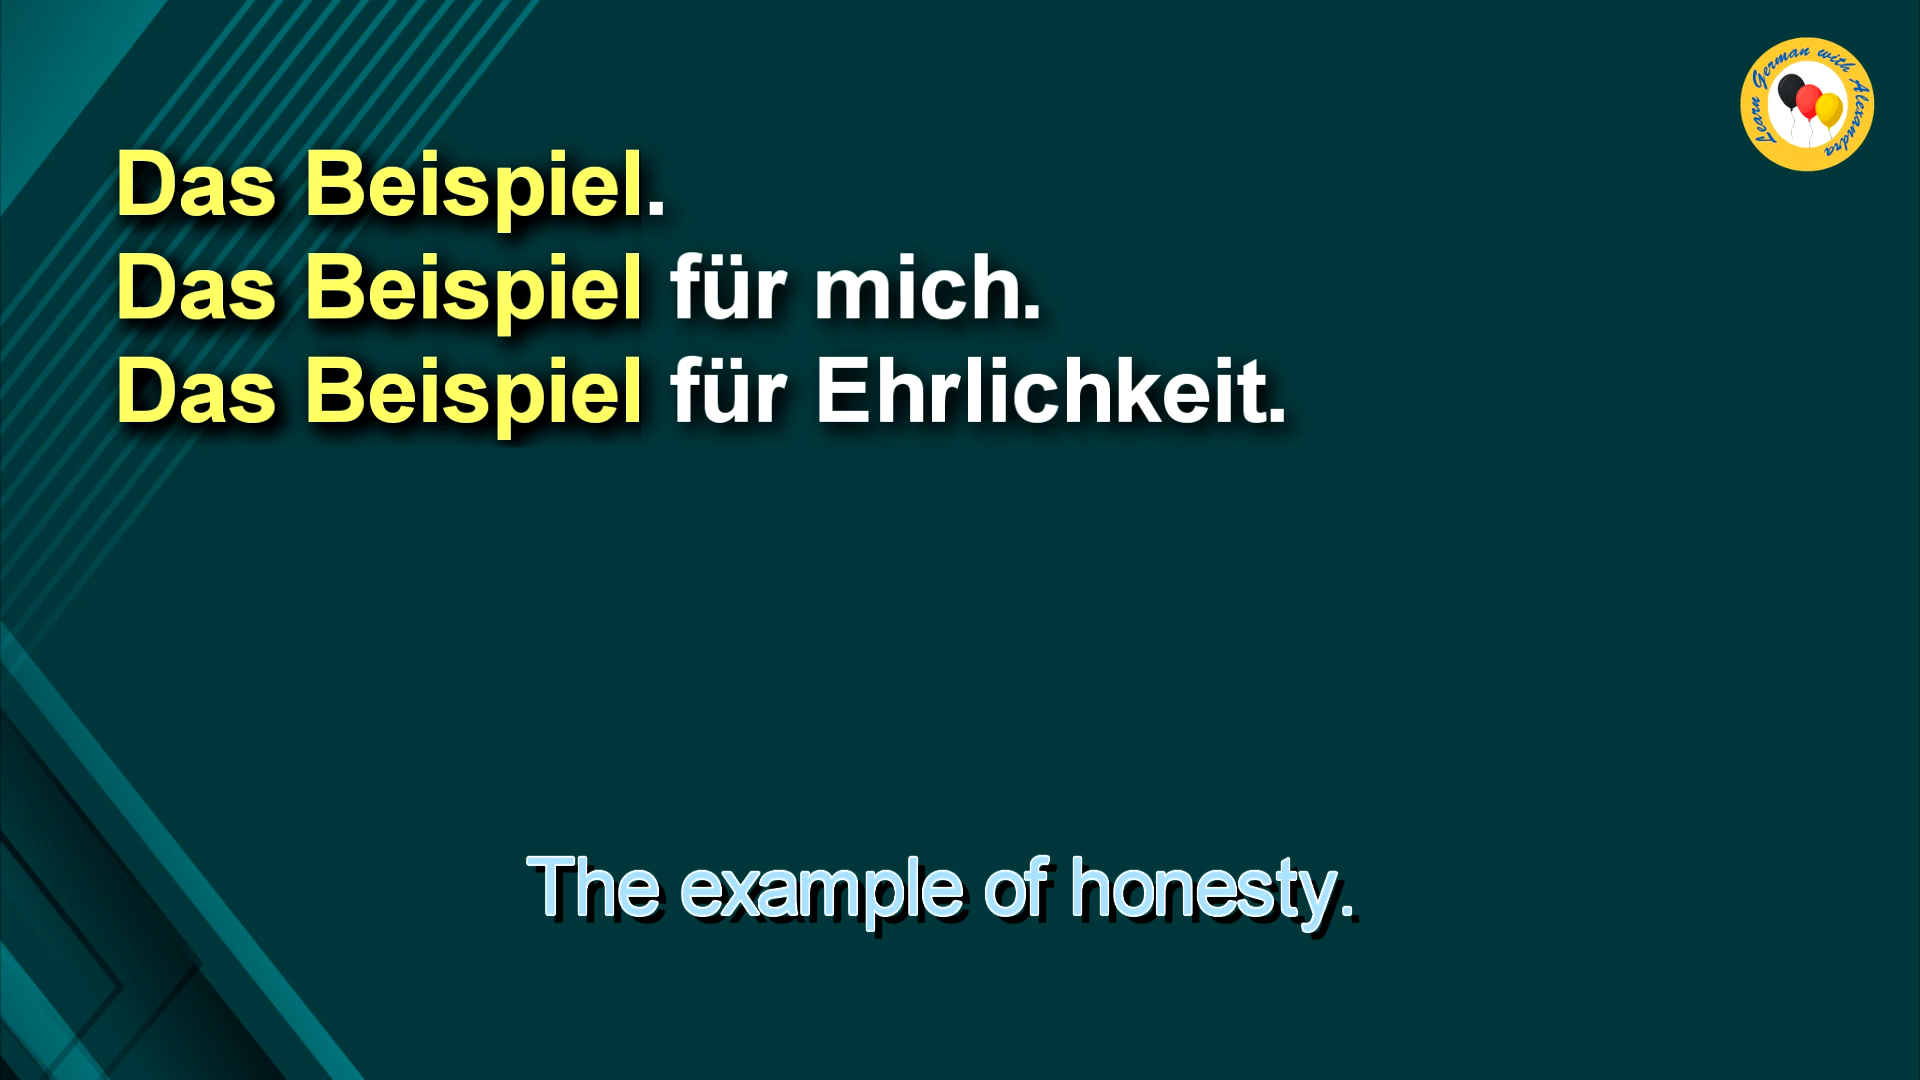 Learn German with Alexandra
Das Beispiel.
Das Beispiel für mich.
Das Beispiel für Ehrlichkeit.
The example of honesty.